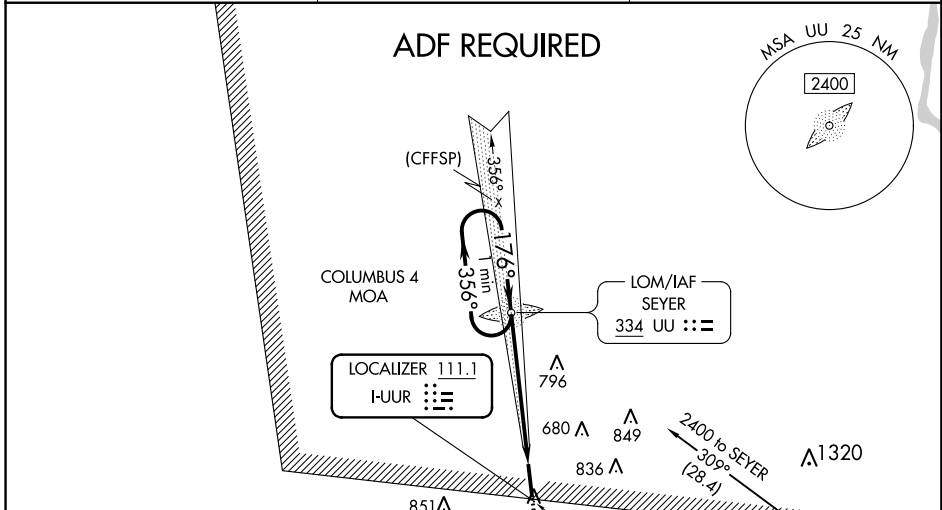 ADF REQUIRED
MSA UU 25 NM
2400
(CFFSP)
356°
x
176°
1 min
356°
COLUMBUS 4
MOA
LOM/IAF
SEYER
334 UU
LOCALIZER 111.1
I-UUR
796
680
849
836
2400 to SEYER
309°
(28.4)
1320
851